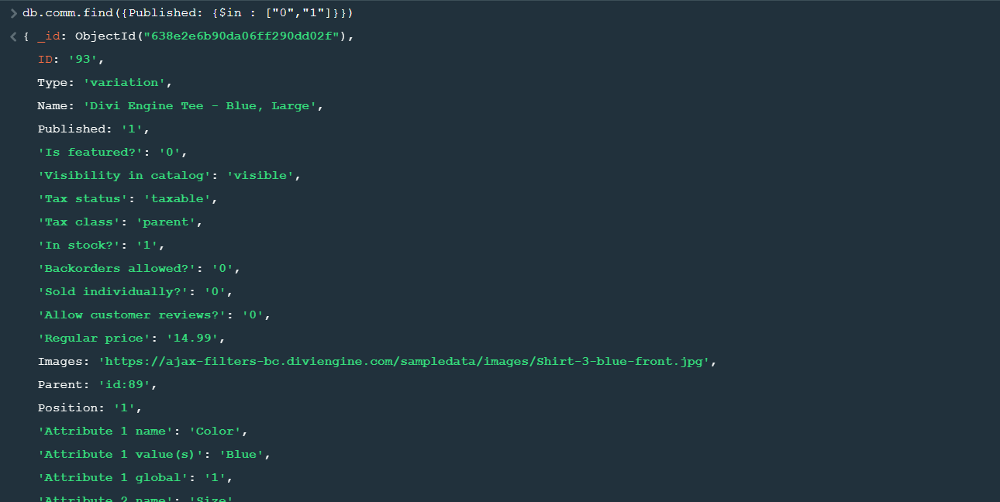 > db.comm.find({Published: {$in : ["0","1"]}})
< { _id: ObjectId("638e2e6b90da06ff290dd02f"),
ID: '93',
Type: 'variation',
Name: 'Divi Engine Tee - Blue, Large',
Published: '1',
'Is featured?': '0',
'Visibility in catalog': 'visible',
'Tax status': 'taxable',
'Tax class': 'parent',
'In stock?': '1',
'Backorders allowed?': '0',
'Sold individually?': '0',
'Allow customer reviews?': '0',
'Regular price': '14.99',
Images: 'https://ajax-filters-bc.diviengine.com/sampledata/images/Shirt-3-blue-front.jpg',
Parent: 'id:89',
Position: '1',
'Attribute 1 name': 'Color',
'Attribute 1 value(s)': 'Blue',
'Attribute 1 global': '1',
'Attribute 2 name': 'Size'